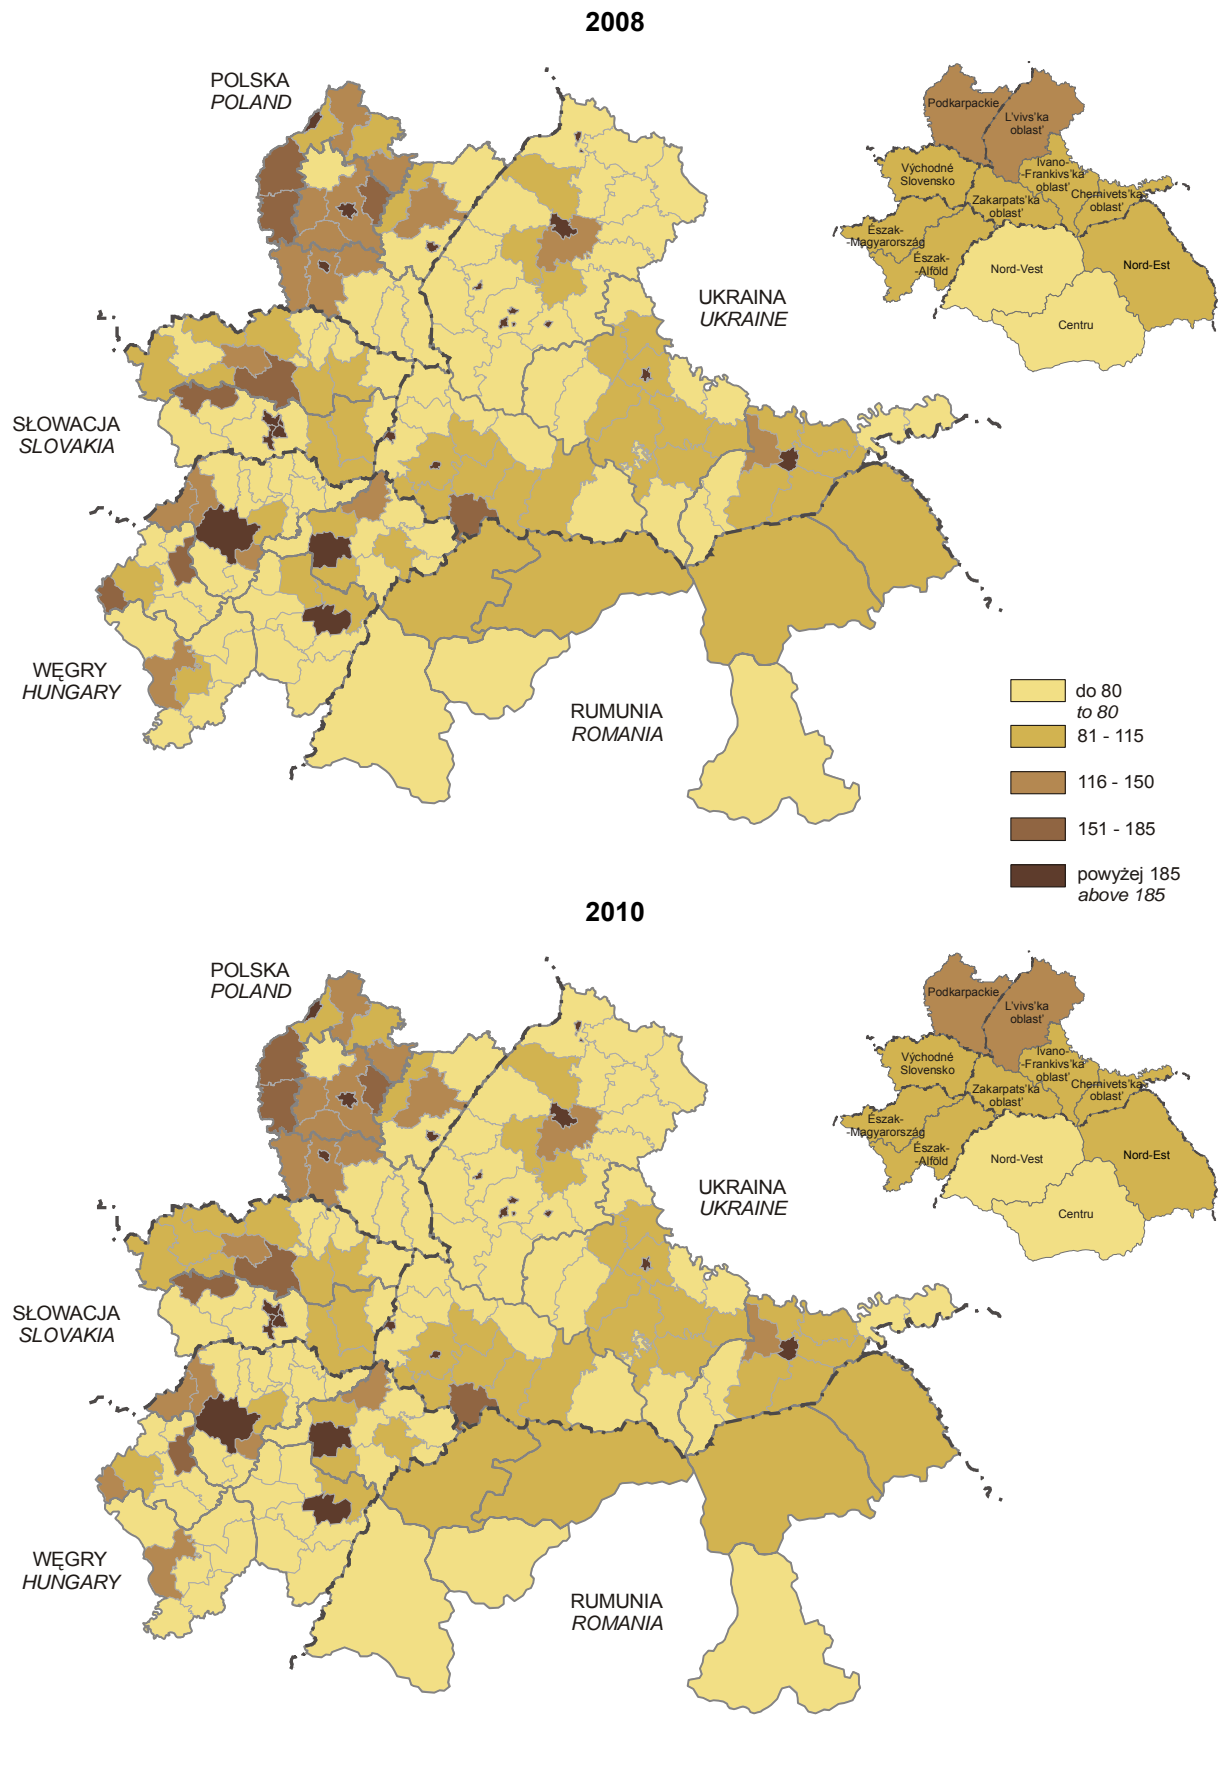 2008
POLSKA
POLAND
Podkarpackie
L'vivs'ka
oblast'
Východné
Slovensko
Ivano-
-Frankivs'ka
oblast'
Zakarpats'ka
oblast'
Chernivets'ka
oblast'
Észak-
-Magyarország
Észak-
-Alföld
Nord-Vest
Nord-Est
Centru
UKRAINA
UKRAINE
SŁOWACJA
SLOVAKIA
WĘGRY
HUNGARY
RUMUNIA
ROMANIA
do 80
to 80
81 - 115
116 - 150
151 - 185
powyżej 185
above 185
2010
POLSKA
POLAND
Podkarpackie
L'vivs'ka
oblast'
Východné
Slovensko
Ivano-
-Frankivs'ka
oblast'
Zakarpats'ka
oblast'
Chernivets'ka
oblast'
Észak-
-Magyarország
Észak-
-Alföld
Nord-Vest
Nord-Est
Centru
UKRAINA
UKRAINE
SŁOWACJA
SLOVAKIA
WĘGRY
HUNGARY
RUMUNIA
ROMANIA